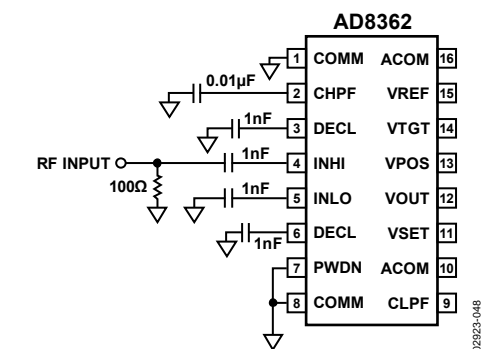 AD8362
1 COMM ACOM 16
0.01µF
2 CHPF VREF 15
1nF
3 DECL VTGT 14
1nF
RF INPUT 4 INHI VPOS 13
100Ω
1nF
5 INLO VOUT 12
6 DECL VSET 11
1nF
7 PWDN ACOM 10
8 COMM CLPF 9
02923-048